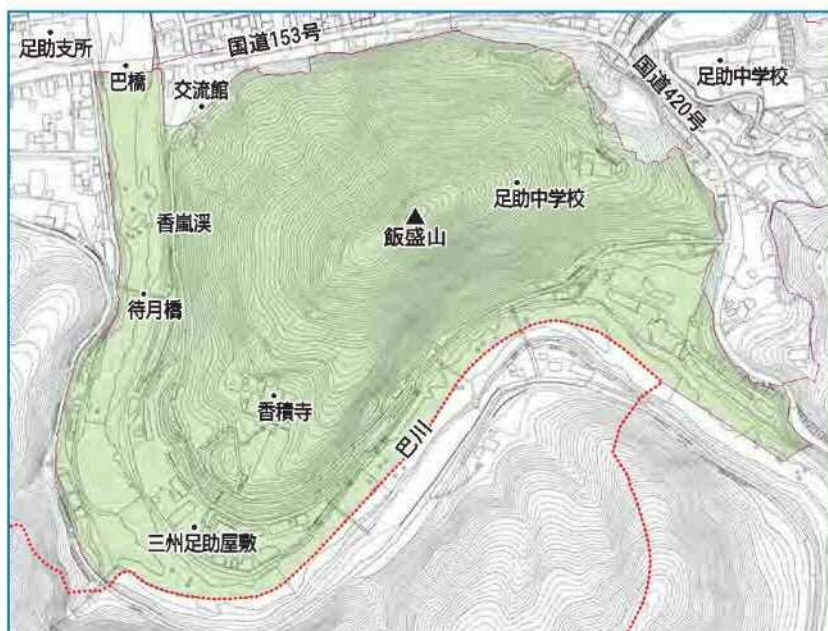 足助支所
巴橋
国道153号
交流館
国道420号
足助中学校
足助中学校
飯盛山
香嵐渓
待月橋
香積寺
巴川
三州足助屋敷